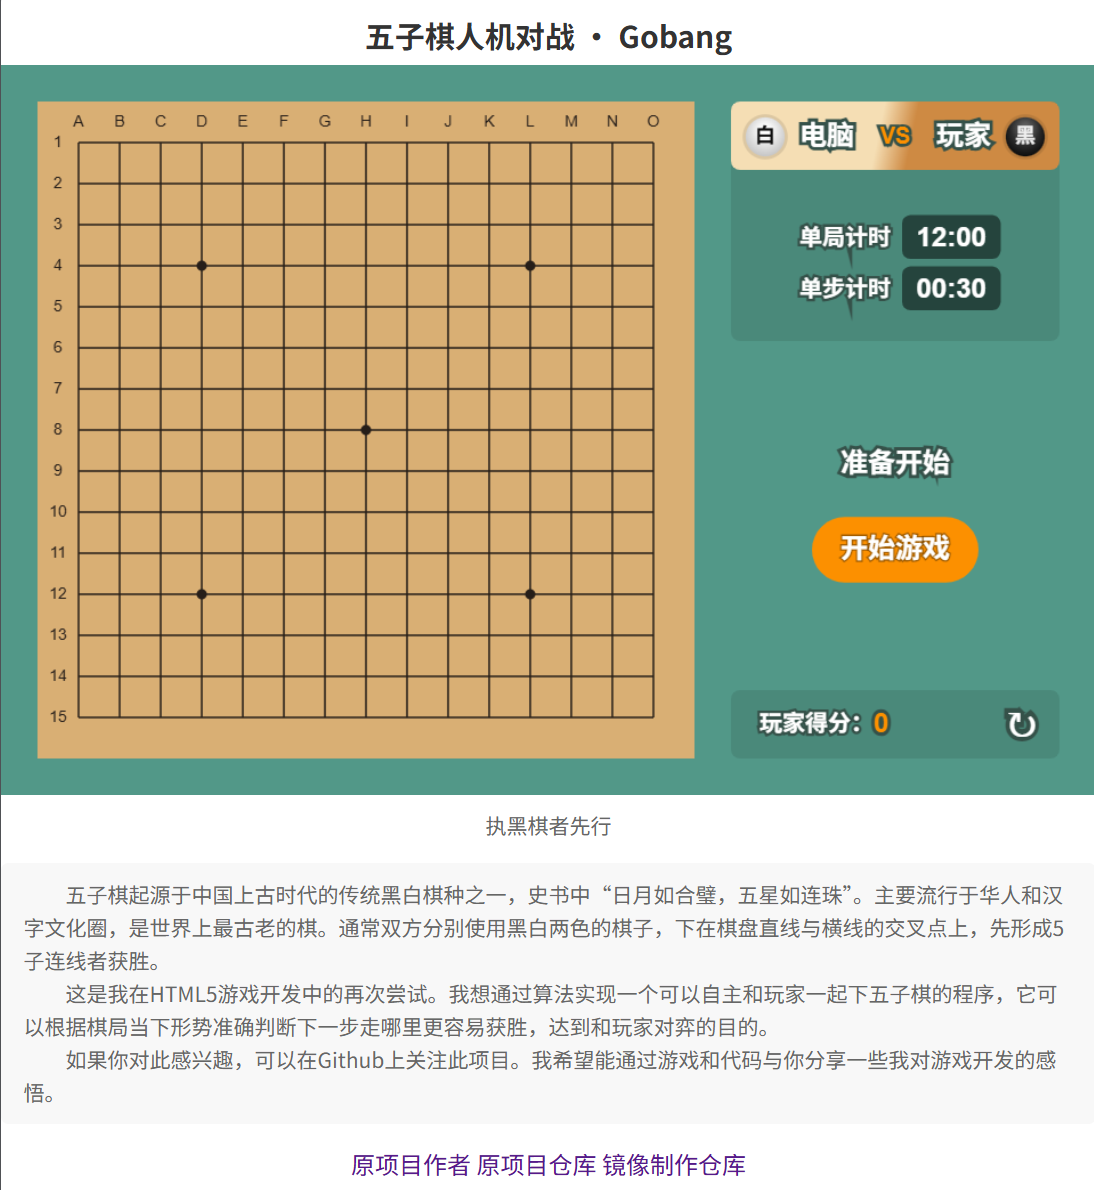 五子棋人机对战 · Gobang
A B C D E F G H I J K L M N O
1
2
3
4
5
6
7
8
9
10
11
12
13
14
15
白 电脑 VS 玩家 黑
单局计时 12:00
单步计时 00:30
准备开始
开始游戏
玩家得分：0
执黑棋者先行
五子棋起源于中国上古时代的传统黑白棋种之一，史书中“日月如合璧，五星如连珠”。主要流行于华人和汉
字文化圈，是世界上最古老的棋。通常双方分别使用黑白两色的棋子，下在棋盘直线与横线的交叉点上，先形成5
子连线者获胜。
这是我在HTML5游戏开发中的再次尝试。我想通过算法实现一个可以自主和玩家一起下五子棋的程序，它可
以根据棋局当下形势准确判断下一步走哪里更容易获胜，达到和玩家对弈的目的。
如果你对此感兴趣，可以在Github上关注此项目。我希望能通过游戏和代码与你分享一些我对游戏开发的感
悟。
原项目作者 原项目仓库 镜像制作仓库